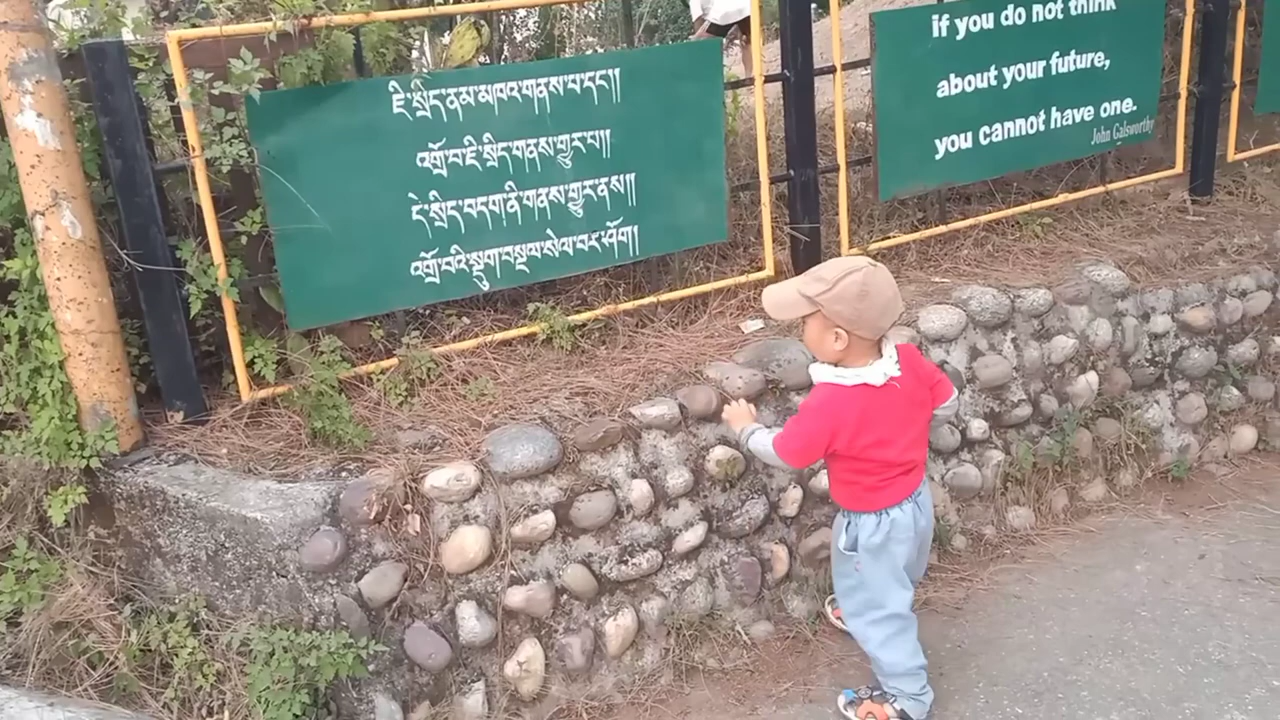 ཇི་སྲིད་ནམ་མཁའ་གནས་པ་དང་།།
འགྲོ་བ་ཇི་སྲིད་གནས་གྱུར་པ།།
དེ་སྲིད་བདག་ནི་གནས་གྱུར་ནས།།
འགྲོ་བའི་སྡུག་བསྔལ་སེལ་བར་ཤོག།
if you do not think
about your future,
you cannot have one.
John Galsworthy